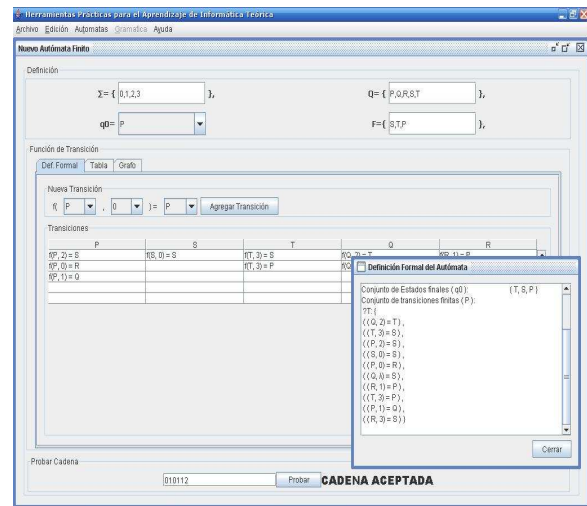 Herramientas Prácticas para el Aprendizaje de Informática Teórica
Archivo Edición Automatas Gramatica Ayuda
Nuevo Autómata Finito
Definición
Σ= { 0,1,2,3 }, Q= { P,Q,R,S,T },
q0= P F={ S,T,P },
Función de Transición
Def. Formal Tabla Grafo
Nueva Transición
f( P , 0 )= P Agregar Transición
Transiciones
P S T Q R
f(P, 2) = S f(S, 0) = S f(T, 3) = S f(Q, 2) = T f(R, 1) = P
f(P, 0) = R f(T, 3) = P f(Q
f(P, 1) = Q
Definición Formal del Autómata
Conjunto de Estados finales ( q0 ): { T, S, P }
Conjunto de transiciones finitas ( P ):
?T: {
( ( Q, 2) = T ) ,
( ( T, 3) = S ) ,
( ( P, 2) = S ) ,
( ( S, 0) = S ) ,
( ( P, 0) = R ) ,
( ( Q, λ) = S ) ,
( ( R, 1) = P ) ,
( ( T, 3) = P ) ,
( ( P, 1) = Q ) ,
( ( R, 3) = S ) }
Cerrar
Probar Cadena
010112 Probar CADENA ACEPTADA